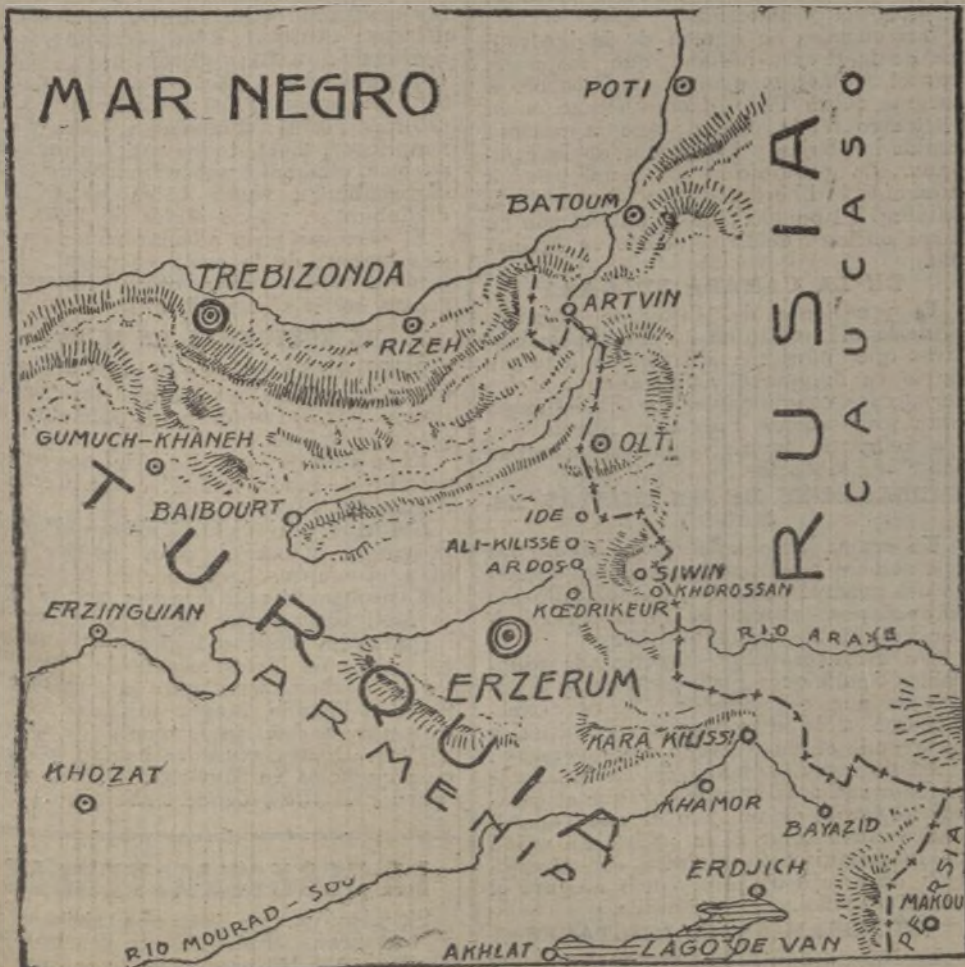 MAR NEGRO
POTI
RUSIA
CAUCASO
BATOUM
TREBIZONDA
ARTVIN
RIZEH
GUMUCH-KHANEH
OLTI
TURQUIA
BAIBOURT
IDE
ALI-KILISSE
ARDOS
SIWIN
KHOROSSAN
KŒDRIKEUR
ERZINGUIAN
RIO ARAXE
ERZERUM
ARMENIA
KARA KILISSI
KHOZAT
KHAMOR
BAYAZID
ERDJICH
PERSIA
MAKOU
RIO MOURAD-SOU
AKHLAT
LAGO DE VAN